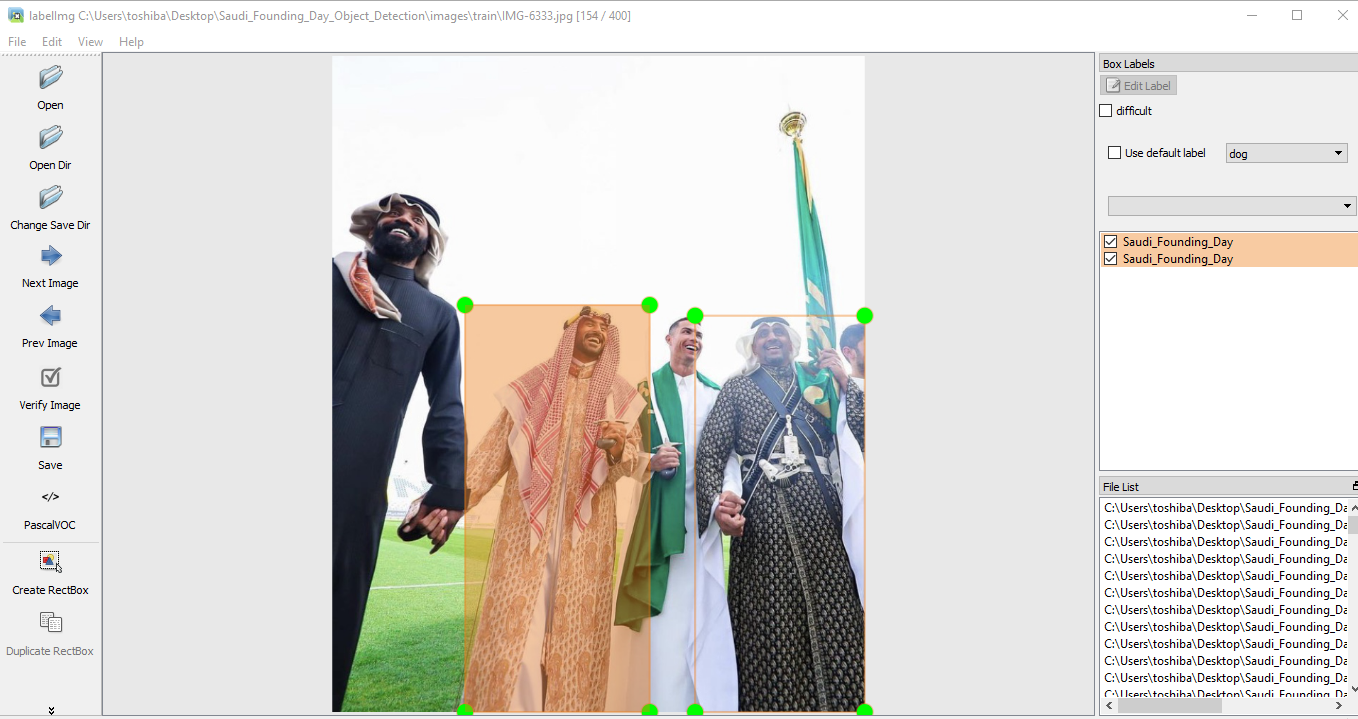 labelImg C:\Users\toshiba\Desktop\Saudi_Founding_Day_Object_Detection\images\train\IMG-6333.jpg [154 / 400]
File Edit View Help
Open
Open Dir
Change Save Dir
Next Image
Prev Image
Verify Image
Save
</>
PascalVOC
Create RectBox
Duplicate RectBox
Box Labels
Edit Label
difficult
Use default label dog
Saudi_Founding_Day
Saudi_Founding_Day
File List
C:\Users\toshiba\Desktop\Saudi_Founding_Da
C:\Users\toshiba\Desktop\Saudi_Founding_Da
C:\Users\toshiba\Desktop\Saudi_Founding_Da
C:\Users\toshiba\Desktop\Saudi_Founding_Da
C:\Users\toshiba\Desktop\Saudi_Founding_Da
C:\Users\toshiba\Desktop\Saudi_Founding_Da
C:\Users\toshiba\Desktop\Saudi_Founding_Da
C:\Users\toshiba\Desktop\Saudi_Founding_Da
C:\Users\toshiba\Desktop\Saudi_Founding_Da
C:\Users\toshiba\Desktop\Saudi_Founding_Da
C:\Users\toshiba\Desktop\Saudi_Founding_Da
C:\Users\toshiba\Desktop\Saudi_Founding_Da